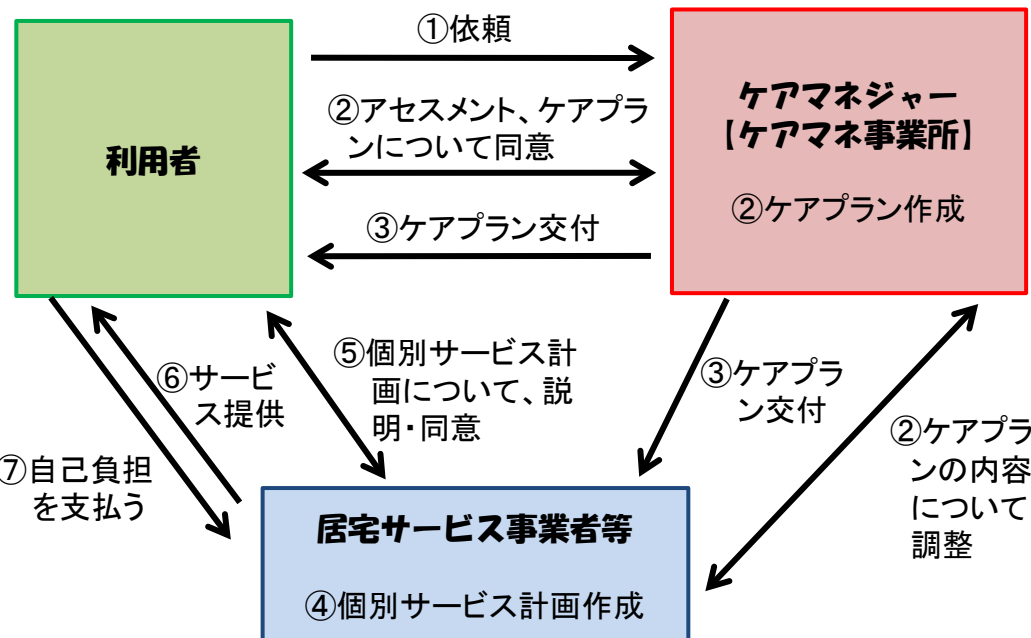 ①依頼
利用者
②アセスメント、ケアプラ
ンについて同意
③ケアプラン交付
ケアマネジャー
【ケアマネ事業所】
②ケアプラン作成
⑥サービ
ス提供
⑦自己負担
を支払う
⑤個別サービス計
画について、説
明・同意
③ケアプラ
ン交付
②ケアプラ
ンの内容
について
調整
居宅サービス事業者等
④個別サービス計画作成